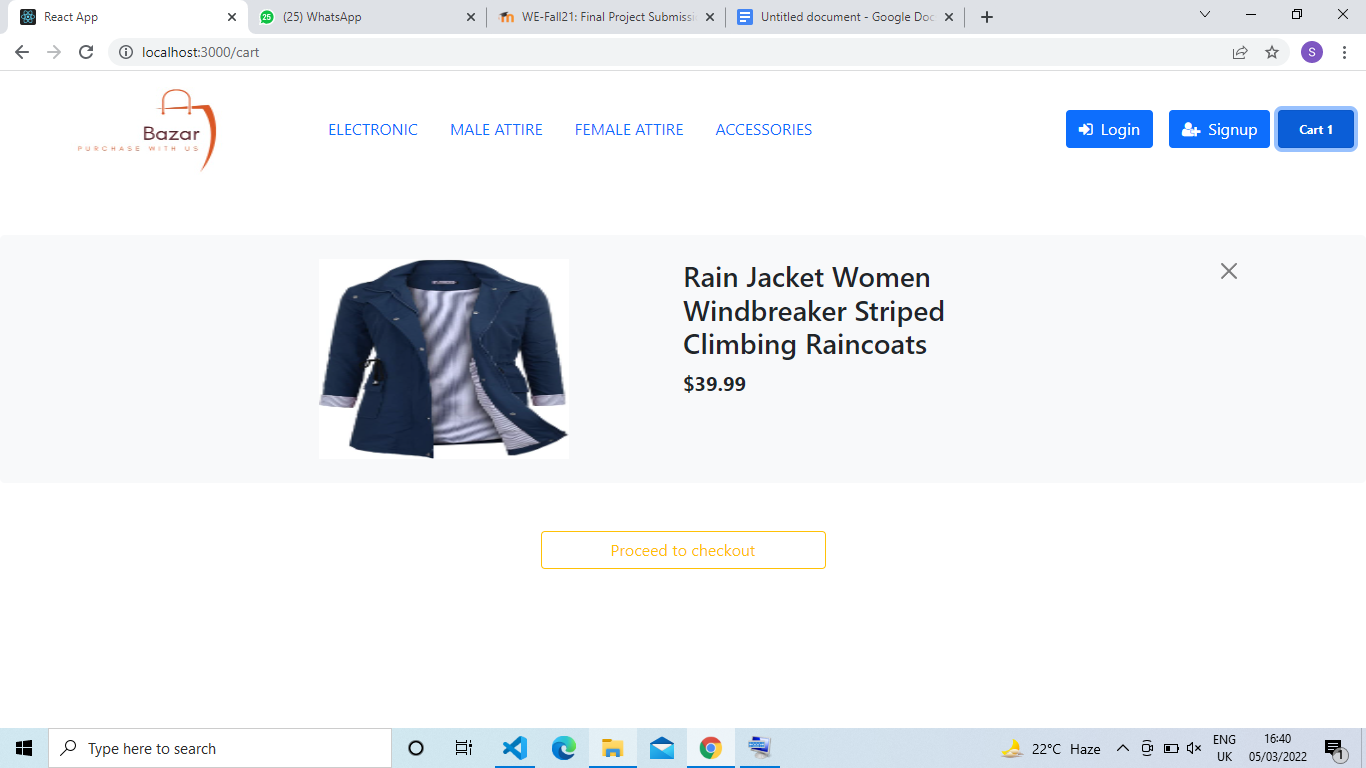 React App
(25) WhatsApp
WE-Fall21: Final Project Submissi
Untitled document - Google Doc
localhost:3000/cart
S
Bazar
PURCHASE WITH US
ELECTRONIC
MALE ATTIRE
FEMALE ATTIRE
ACCESSORIES
Login
Signup
Cart 1
Rain Jacket Women
Windbreaker Striped
Climbing Raincoats
$39.99
Proceed to checkout
Type here to search
22°C Haze
ENG
UK
16:40
05/03/2022
1